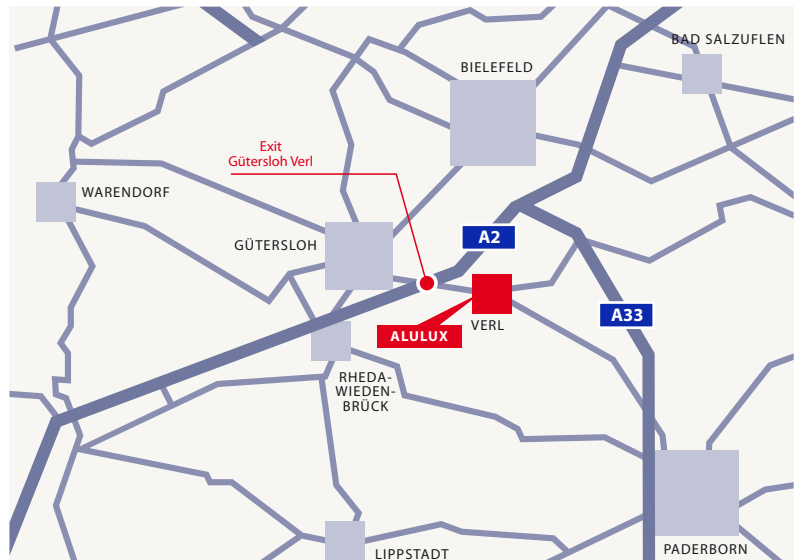 BAD SALZUFLEN
BIELEFELD
Exit
Gütersloh Verl
WARENDORF
GÜTERSLOH
A2
A33
ALULUX
VERL
RHEDA-
WIEDEN-
BRÜCK
LIPPSTADT
PADERBORN